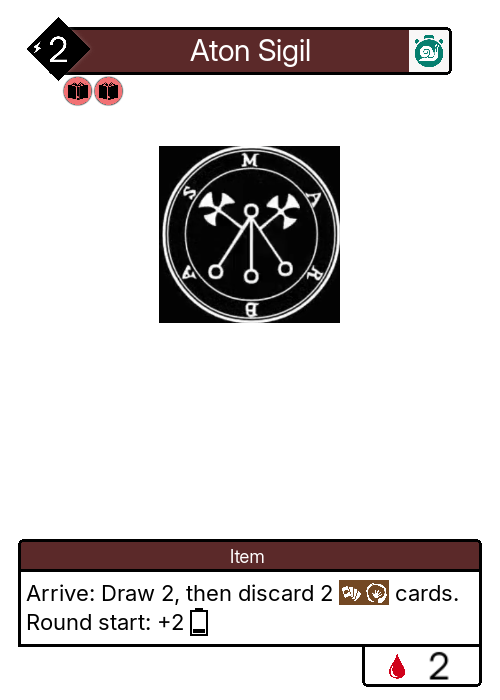 2
Aton Sigil
M A R B A S
Item
Arrive: Draw 2, then discard 2 cards.
Round start: +2
2